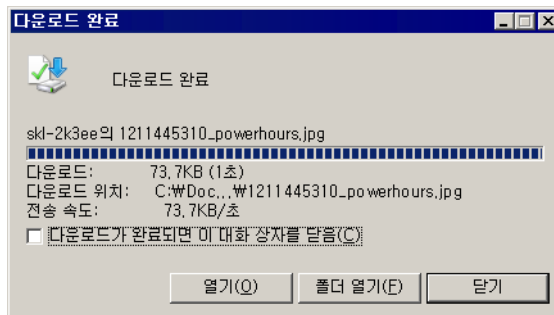 다운로드 완료
다운로드 완료
skl-2k3ee의 1211445310_powerhours.jpg
다운로드: 73.7KB (1초)
다운로드 위치: C:₩Doc...₩1211445310_powerhours.jpg
전송 속도: 73.7KB/초
다운로드가 완료되면 이 대화 상자를 닫음(C)
열기(O) 폴더 열기(F) 닫기